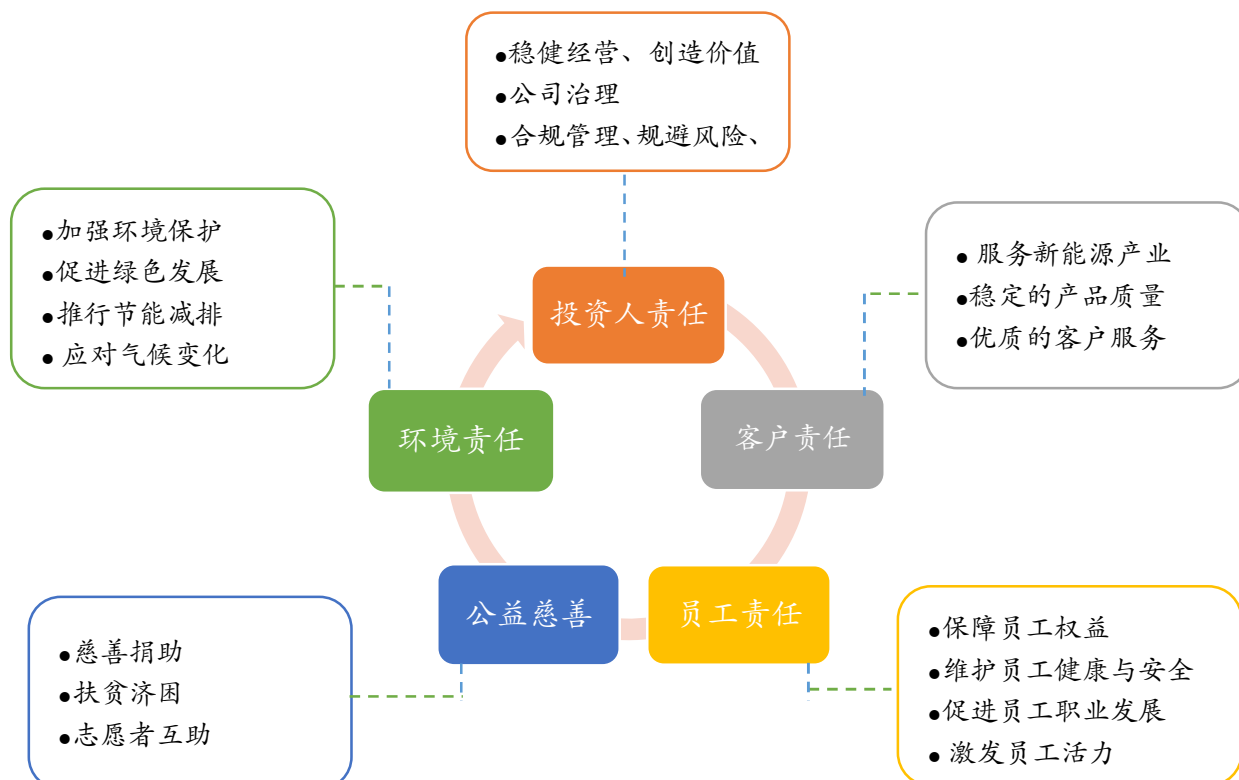 ●稳健经营、创造价值
●公司治理
●合规管理、规避风险、
●加强环境保护
●促进绿色发展
●推行节能减排
● 应对气候变化
● 服务新能源产业
●稳定的产品质量
●优质的客户服务
投资人责任
环境责任
客户责任
公益慈善
员工责任
●慈善捐助
●扶贫济困
●志愿者互助
●保障员工权益
●维护员工健康与安全
●促进员工职业发展
● 激发员工活力